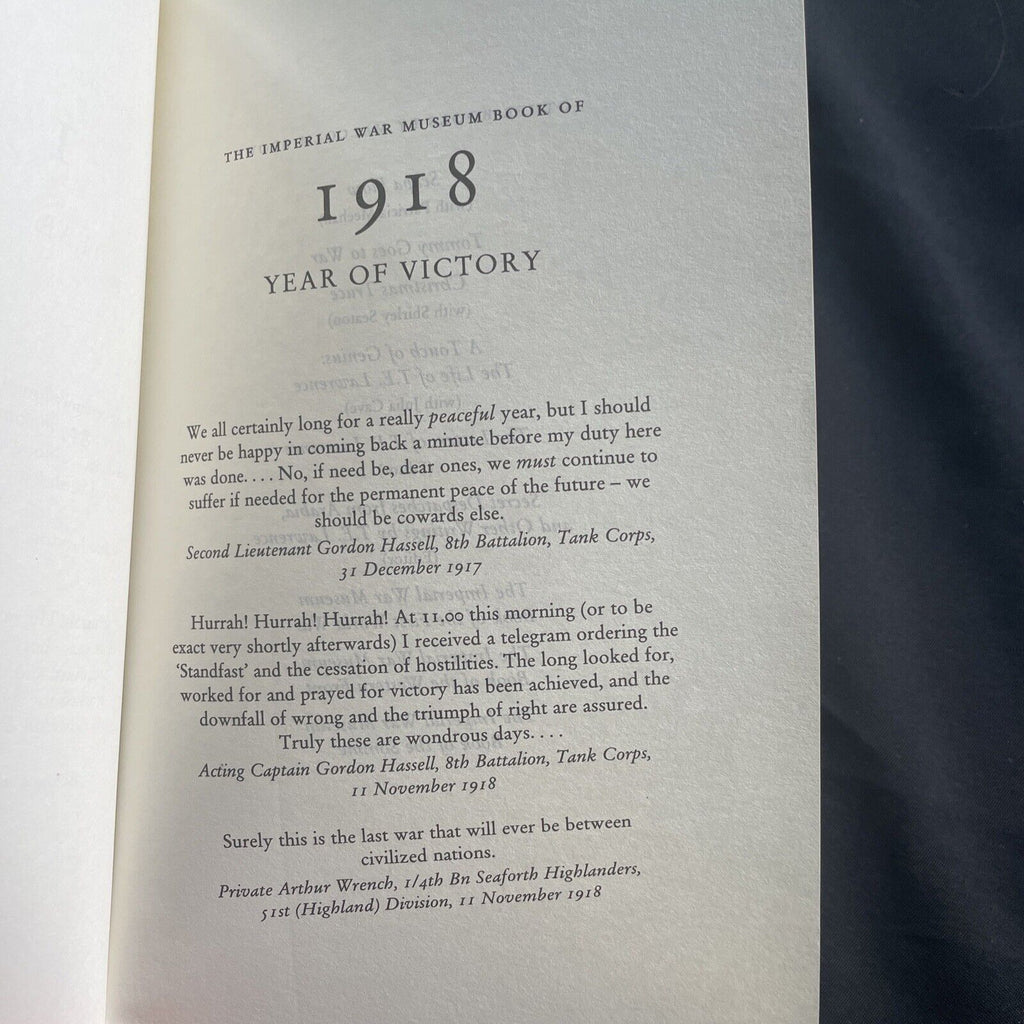 THE IMPERIAL WAR MUSEUM BOOK OF
1918
YEAR OF VICTORY
We all certainly long for a really peaceful year, but I should
never be happy in coming back a minute before my duty here
was done. . . . No, if need be, dear ones, we must continue to
suffer if needed for the permanent peace of the future – we
should be cowards else.
Second Lieutenant Gordon Hassell, 8th Battalion, Tank Corps,
31 December 1917
Hurrah! Hurrah! Hurrah! At 11.00 this morning (or to be
exact very shortly afterwards) I received a telegram ordering the
‘Standfast’ and the cessation of hostilities. The long looked for,
worked for and prayed for victory has been achieved, and the
downfall of wrong and the triumph of right are assured.
Truly these are wondrous days. . . .
Acting Captain Gordon Hassell, 8th Battalion, Tank Corps,
11 November 1918
Surely this is the last war that will ever be between
civilized nations.
Private Arthur Wrench, 1/4th Bn Seaforth Highlanders,
51st (Highland) Division, 11 November 1918